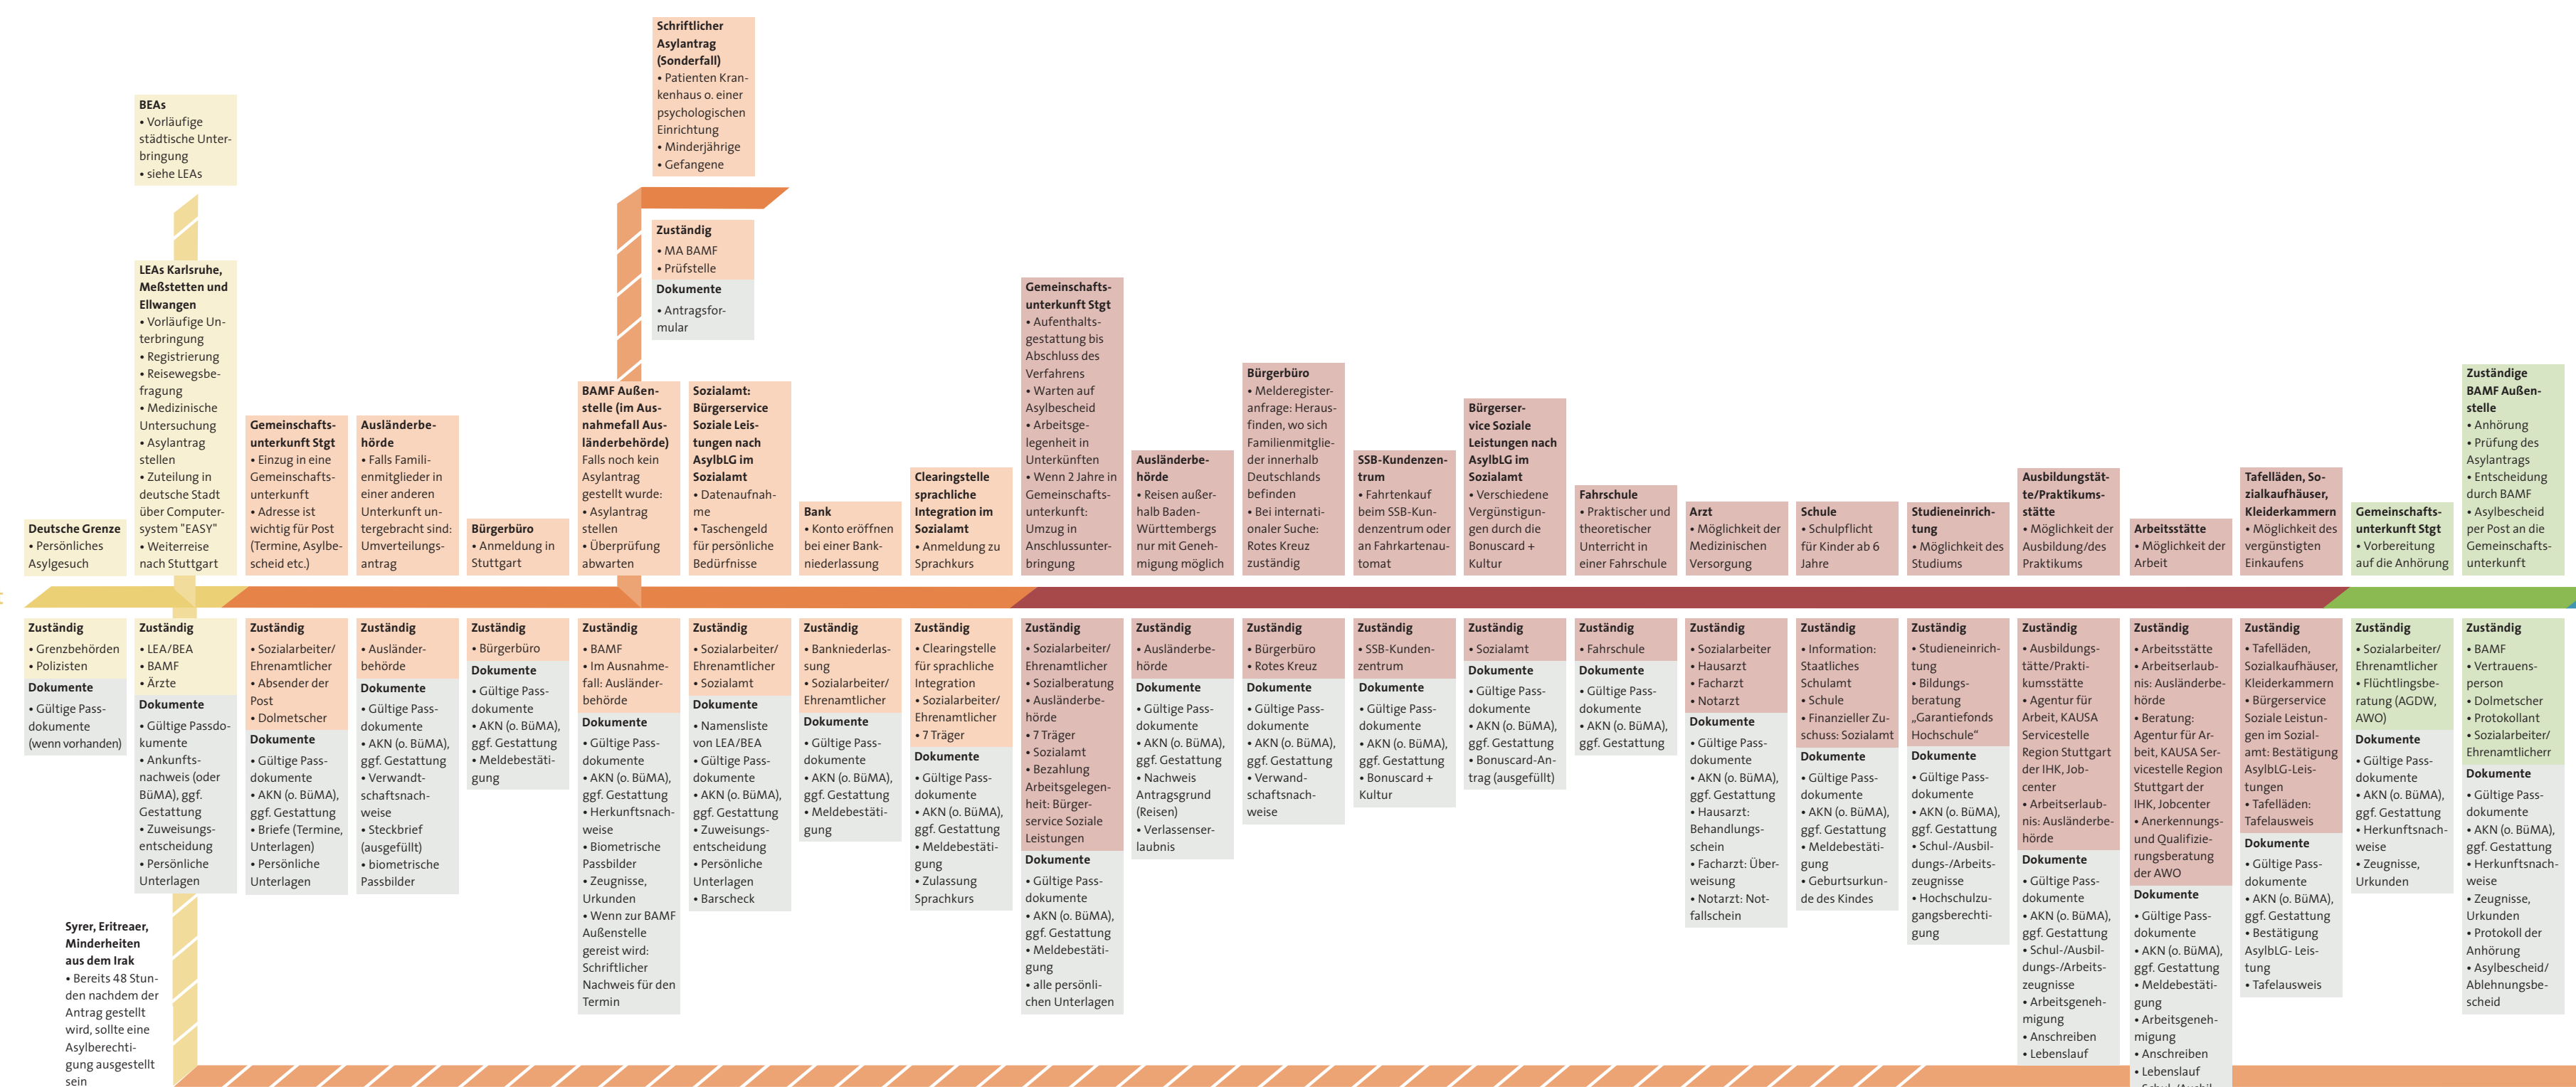 Schriftlicher
Asylantrag
(Sonderfall)
• Patienten Kran-
kenhaus o. einer
psychologischen
Einrichtung
• Minderjährige
• Gefangene
Zuständig
• MA BAMF
• Prüfstelle
Dokumente
• Antragsfor-
mular
BEAs
• Vorläufige
städtische Unter-
bringung
• siehe LEAs
Deutsche Grenze
• Persönliches
Asylgesuch
LEAs Karlsruhe,
Meßstetten und
Ellwangen
• Vorläufige Un-
terbringung
• Registrierung
• Reisewegsbe-
fragung
• Medizinische
Untersuchung
• Asylantrag
stellen
• Zuteilung in
deutsche Stadt
über Computer-
system "EASY"
• Weiterreise
nach Stuttgart
Gemeinschafts-
unterkunft Stgt
• Einzug in eine
Gemeinschafts-
unterkunft
• Adresse ist
wichtig für Post
(Termine, Asylbe-
scheid etc.)
Ausländerbe-
hörde
• Falls Famili-
enmitglieder in
einer anderen
Unterkunft un-
tergebracht sind:
Umverteilungs-
antrag
Bürgerbüro
• Anmeldung in
Stuttgart
BAMF Außen-
stelle (im Aus-
nahmefall Aus-
länderbehörde)
Falls noch kein
Asylantrag
gestellt wurde:
• Asylantrag
stellen
• Überprüfung
abwarten
Sozialamt:
Bürgerservice
Soziale Leis-
tungen nach
AsylbLG im
Sozialamt
• Datenaufnah-
me
• Taschengeld
für persönliche
Bedürfnisse
Bank
• Konto eröffnen
bei einer Bank-
niederlassung
Clearingstelle
sprachliche
Integration im
Sozialamt
• Anmeldung zu
Sprachkurs
Gemeinschafts-
unterkunft Stgt
• Aufenthalts-
gestattung bis
Abschluss des
Verfahrens
• Warten auf
Asylbescheid
• Arbeitsge-
legenheit in
Unterkünften
• Wenn 2 Jahre in
Gemeinschafts-
unterkunft:
Umzug in
Anschlussunter-
bringung
Ausländerbe-
hörde
• Reisen außer-
halb Baden-
Württembergs
nur mit Geneh-
migung möglich
Bürgerbüro
• Melderegister-
anfrage: Heraus-
finden, wo sich
Familienmitglie-
der innerhalb
Deutschlands
befinden
• Bei internati-
onaler Suche:
Rotes Kreuz
zuständig
SSB-Kundenzen-
trum
• Fahrtenkauf
beim SSB-Kun-
denzentrum oder
an Fahrkartenau-
tomat
Bürgerser-
vice Soziale
Leistungen nach
AsylbLG im
Sozialamt
• Verschiedene
Vergünstigun-
gen durch die
Bonuscard +
Kultur
Fahrschule
• Praktischer und
theoretischer
Unterricht in
einer Fahrschule
Arzt
• Möglichkeit der
Medizinischen
Versorgung
Schule
• Schulpflicht
für Kinder ab 6
Jahre
Studieneinrich-
tung
• Möglichkeit des
Studiums
Ausbildungstät-
te/Praktikums-
stätte
• Möglichkeit der
Ausbildung/des
Praktikums
Arbeitsstätte
• Möglichkeit der
Arbeit
Tafelläden, So-
zialkaufhäuser,
Kleiderkammern
• Möglichkeit des
vergünstigten
Einkaufens
Gemeinschafts-
unterkunft Stgt
• Vorbereitung
auf die Anhörung
Zuständige
BAMF Außen-
stelle
• Anhörung
• Prüfung des
Asylantrags
• Entscheidung
durch BAMF
• Asylbescheid
per Post an die
Gemeinschafts-
unterkunft
Zuständig
• Grenzbehörden
• Polizisten
Dokumente
• Gültige Pass-
dokumente
(wenn vorhanden)
Zuständig
• LEA/BEA
• BAMF
• Ärzte
Dokumente
• Gültige Passdo-
kumente
• Ankunfts-
nachweis (oder
BüMA), ggf.
Gestattung
• Zuweisungs-
entscheidung
• Persönliche
Unterlagen
Zuständig
• Sozialarbeiter/
Ehrenamtlicher
• Absender der
Post
• Dolmetscher
Dokumente
• Gültige Pass-
dokumente
• AKN (o. BüMA),
ggf. Gestattung
• Briefe (Termine,
Unterlagen)
• Persönliche
Unterlagen
Zuständig
• Ausländer-
behörde
Dokumente
• Gültige Pass-
dokumente
• AKN (o. BüMA),
ggf. Gestattung
• Verwandt-
schaftsnach-
weise
• Steckbrief
(ausgefüllt)
• biometrische
Passbilder
Zuständig
• Bürgerbüro
Dokumente
• Gültige Pass-
dokumente
• AKN (o. BüMA),
ggf. Gestattung
• Meldebestäti-
gung
Zuständig
• BAMF
• Im Ausnahme-
fall: Ausländer-
behörde
Dokumente
• Gültige Pass-
dokumente
• AKN (o. BüMA),
ggf. Gestattung
• Herkunftsnach-
weise
• Biometrische
Passbilder
• Zeugnisse,
Urkunden
• Wenn zur BAMF
Außenstelle
gereist wird:
Schriftlicher
Nachweis für den
Termin
Zuständig
• Sozialarbeiter/
Ehrenamtlicher
• Sozialamt
Dokumente
• Namensliste
von LEA/BEA
• Gültige Pass-
dokumente
• AKN (o. BüMA),
ggf. Gestattung
• Zuweisungs-
entscheidung
• Persönliche
Unterlagen
• Barscheck
Zuständig
• Bankniederlas-
sung
• Sozialarbeiter/
Ehrenamtlicher
Dokumente
• Gültige Pass-
dokumente
• AKN (o. BüMA),
ggf. Gestattung
• Meldebestäti-
gung
Zuständig
• Clearingstelle
für sprachliche
Integration
• Sozialarbeiter/
Ehrenamtlicher
• 7 Träger
Dokumente
• Gültige Pass-
dokumente
• AKN (o. BüMA),
ggf. Gestattung
• Meldebestäti-
gung
• Zulassung
Sprachkurs
Zuständig
• Sozialarbeiter/
Ehrenamtlicher
• Sozialberatung
• Ausländerbe-
hörde
• 7 Träger
• Sozialamt
• Bezahlung
Arbeitsgelegen-
heit: Bürger-
service Soziale
Leistungen
Dokumente
• Gültige Pass-
dokumente
• AKN (o. BüMA),
ggf. Gestattung
• Meldebestäti-
gung
• alle persönli-
chen Unterlagen
Zuständig
• Ausländerbe-
hörde
Dokumente
• Gültige Pass-
dokumente
• AKN (o. BüMA),
ggf. Gestattung
• Nachweis
Antragsgrund
(Reisen)
• Verlassenser-
laubnis
Zuständig
• Bürgerbüro
• Rotes Kreuz
Dokumente
• Gültige Pass-
dokumente
• AKN (o. BüMA),
ggf. Gestattung
• Verwand-
schaftsnach-
weise
Zuständig
• SSB-Kunden-
zentrum
Dokumente
• Gültige Pass-
dokumente
• AKN (o. BüMA),
ggf. Gestattung
• Bonuscard +
Kultur
Zuständig
• Sozialamt
Dokumente
• Gültige Pass-
dokumente
• AKN (o. BüMA),
ggf. Gestattung
• Bonuscard-An-
trag (ausgefüllt)
Zuständig
• Fahrschule
Dokumente
• Gültige Pass-
dokumente
• AKN (o. BüMA),
ggf. Gestattung
Zuständig
• Sozialarbeiter
• Hausarzt
• Facharzt
• Notarzt
Dokumente
• Gültige Pass-
dokumente
• AKN (o. BüMA),
ggf. Gestattung
• Hausarzt:
Behandlungs-
schein
• Facharzt: Über-
weisung
• Notarzt: Not-
fallschein
Zuständig
• Information:
Staatliches
Schulamt
• Schule
• Finanzieller Zu-
schuss: Sozialamt
Dokumente
• Gültige Pass-
dokumente
• AKN (o. BüMA),
ggf. Gestattung
• Meldebestäti-
gung
• Geburtsurkun-
de des Kindes
Zuständig
• Studieneinrich-
tung
• Bildungs-
beratung
„Garantiefonds
Hochschule“
Dokumente
• Gültige Pass-
dokumente
• AKN (o. BüMA),
ggf. Gestattung
• Schul-/Ausbil-
dungs-/Arbeits-
zeugnisse
• Hochschulzu-
gangsberechti-
gung
Zuständig
• Ausbildungs-
tätte/Prakti-
kumsstätte
• Agentur für
Arbeit, KAUSA
Servicestelle
Region Stuttgart
der IHK, Job-
center
• Arbeitserlaub-
nis: Ausländerbe-
hörde
Dokumente
• Gültige Pass-
dokumente
• AKN (o. BüMA),
ggf. Gestattung
• Schul-/Ausbil-
dungs-/Arbeits-
zeugnisse
• Arbeitsgeneh-
migung
• Anschreiben
• Lebenslauf
Zuständig
• Arbeitsstätte
• Arbeitserlaub-
nis: Ausländerbe-
hörde
• Beratung:
Agentur für Ar-
beit, KAUSA Ser-
vicestelle Region
Stuttgart der
IHK, Jobcenter
• Anerkennungs-
und Qualifizie-
rungsberatung
der AWO
Dokumente
• Gültige Pass-
dokumente
• AKN (o. BüMA),
ggf. Gestattung
• Meldebestäti-
gung
• Arbeitsgeneh-
migung
• Anschreiben
• Lebenslauf
Zuständig
• Tafelläden,
Sozialkaufhäuser,
Kleiderkammern
• Bürgerservice
Soziale Leistun-
gen im Sozial-
amt: Bestätigung
AsylbLG-Leis-
tungen
• Tafelläden:
Tafelausweis
Dokumente
• Gültige Pass-
dokumente
• AKN (o. BüMA),
ggf. Gestattung
• Bestätigung
AsylbLG- Leis-
tung
• Tafelausweis
Zuständig
• Sozialarbeiter/
Ehrenamtlicher
• Flüchtlingsbe-
ratung (AGDW,
AWO)
Dokumente
• Gültige Pass-
dokumente
• AKN (o. BüMA),
ggf. Gestattung
• Herkunftsnach-
weise
• Zeugnisse,
Urkunden
Zuständig
• BAMF
• Vertrauens-
person
• Dolmetscher
• Protokollant
• Sozialarbeiter/
Ehrenamtlicherr
Dokumente
• Gültige Pass-
dokumente
• AKN (o. BüMA),
ggf. Gestattung
• Herkunftsnach-
weise
• Zeugnisse,
Urkunden
• Protokoll der
Anhörung
• Asylbescheid/
Ablehnungsbe-
scheid
Syrer, Eritreaer,
Minderheiten
aus dem Irak
• Bereits 48 Stun-
den nachdem der
Antrag gestellt
wird, sollte eine
Asylberechti-
gung ausgestellt
sein